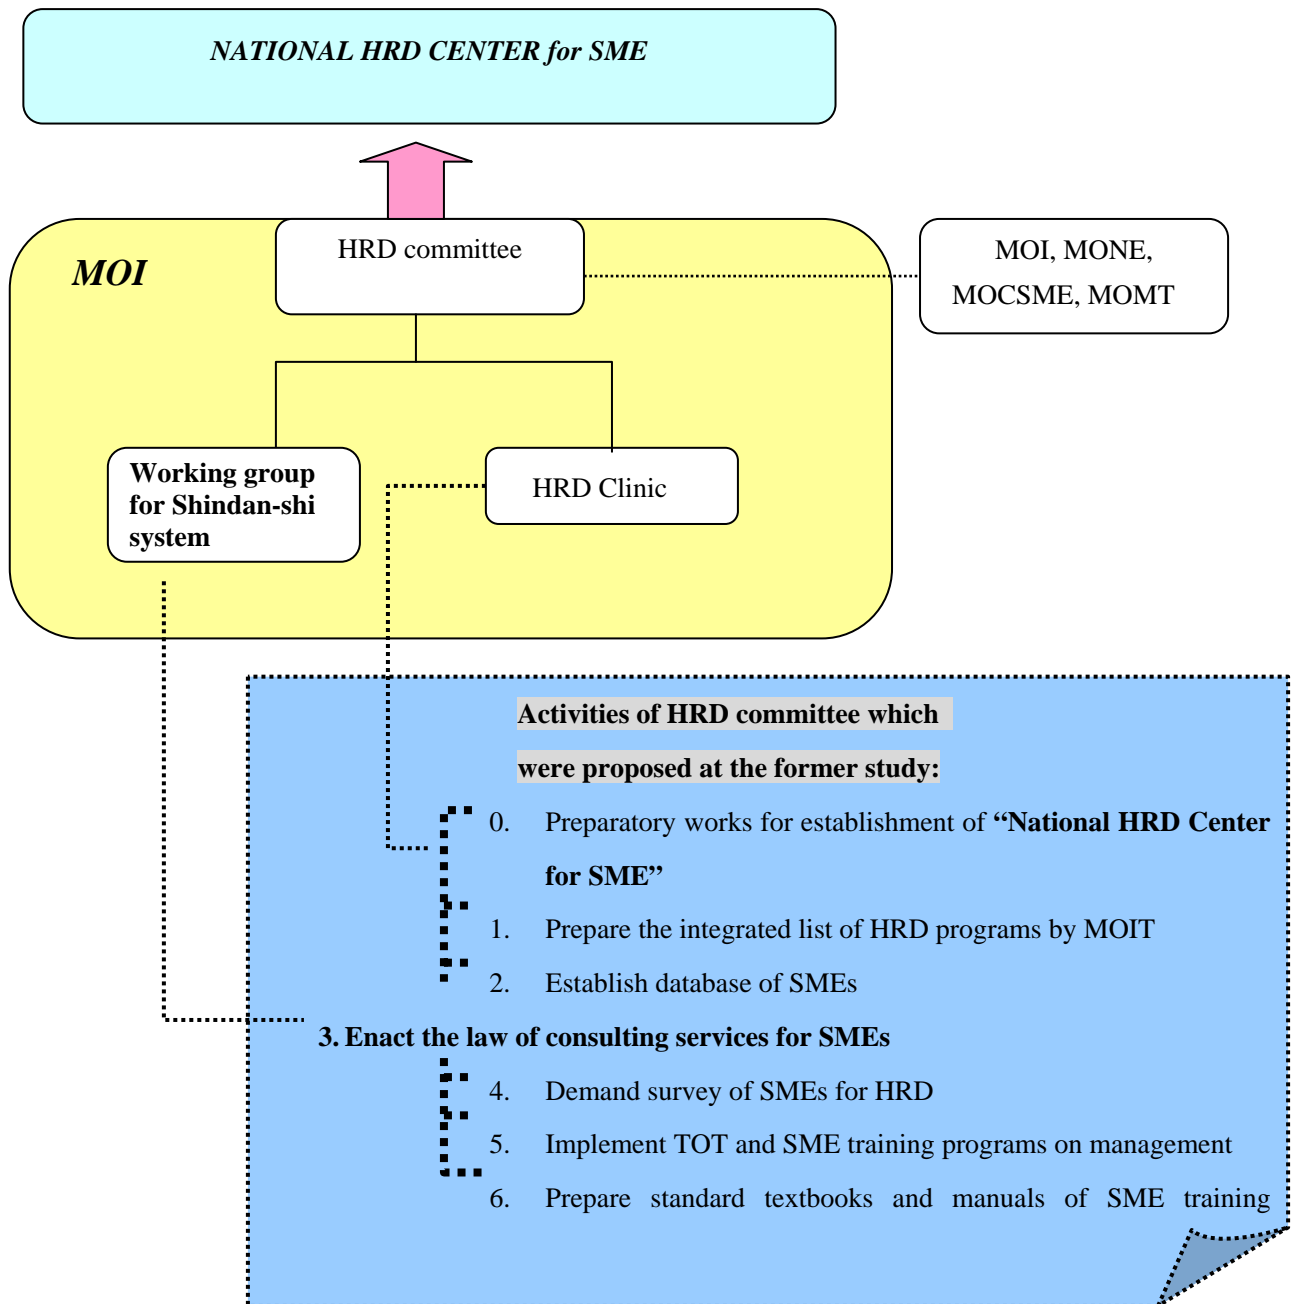 NATIONAL HRD CENTER for SME
HRD committee
MOI
MOI, MONE,
MOCSME, MOMT
Working group
for Shindan-shi
system
HRD Clinic
Activities of HRD committee which
were proposed at the former study:
0. Preparatory works for establishment of “National HRD Center
for SME”
1. Prepare the integrated list of HRD programs by MOIT
2. Establish database of SMEs
3. Enact the law of consulting services for SMEs
4. Demand survey of SMEs for HRD
5. Implement TOT and SME training programs on management
6. Prepare standard textbooks and manuals of SME training